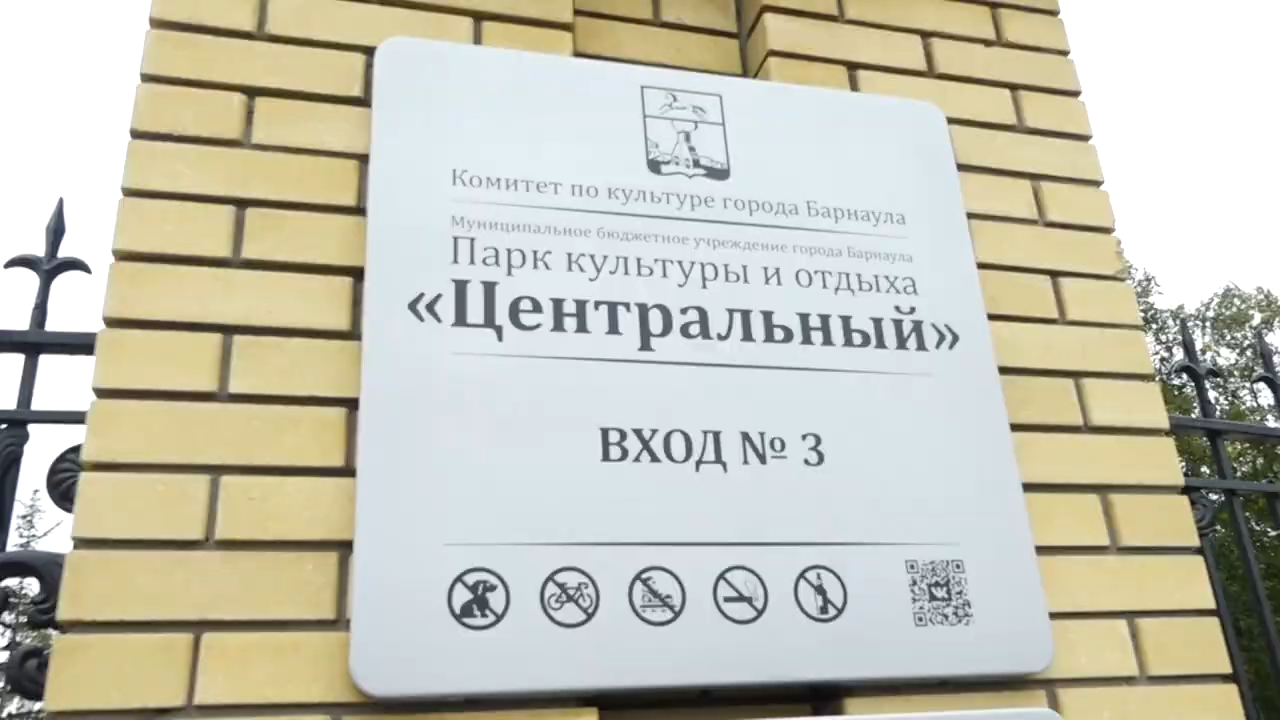 Комитет по культуре города Барнаула
Муниципальное бюджетное учреждение города Барнаула
Парк культуры и отдыха
«Центральный»
ВХОД № 3